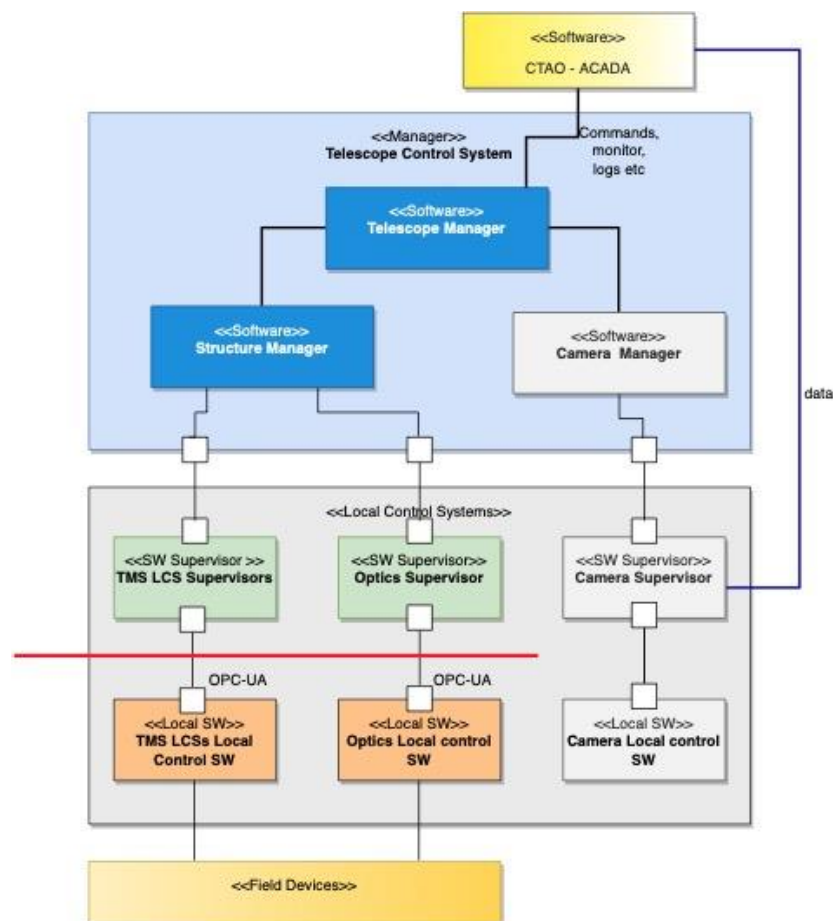 <<Software>>
CTAO - ACADA
<<Manager>>
Telescope Control System
Commands,
monitor,
logs etc
<<Software>>
Telescope Manager
<<Software>>
Structure Manager
<<Software>>
Camera Manager
data
<<Local Control Systems>>
<<SW Supervisor >>
TMS LCS Supervisors
<<SW Supervisor>>
Optics Supervisor
<<SW Supervisor>>
Camera Supervisor
OPC-UA
OPC-UA
<<Local SW>>
TMS LCSs Local
Control SW
<<Local SW>>
Optics Local control
SW
<<Local SW>>
Camera Local control
SW
<<Field Devices>>